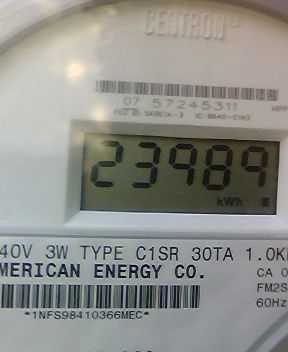 CENTRON®
07 57245311
23989
kWh
40V 3W TYPE C1SR 30TA 1.0K
MERICAN ENERGY CO.
CA 0
FM2S
60Hz
*1NFS98410366MEC*